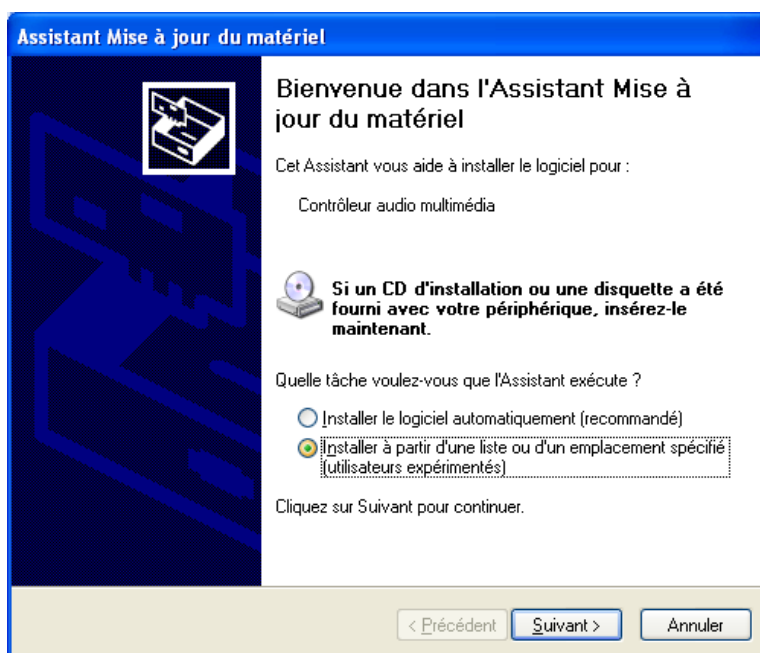 Assistant Mise à jour du matériel
Bienvenue dans l'Assistant Mise à
jour du matériel
Cet Assistant vous aide à installer le logiciel pour :
Contrôleur audio multimédia
Si un CD d'installation ou une disquette a été
fourni avec votre périphérique, insérez-le
maintenant.
Quelle tâche voulez-vous que l'Assistant exécute ?
Installer le logiciel automatiquement (recommandé)
Installer à partir d'une liste ou d'un emplacement spécifié
(utilisateurs expérimentés)
Cliquez sur Suivant pour continuer.
< Précédent Suivant > Annuler